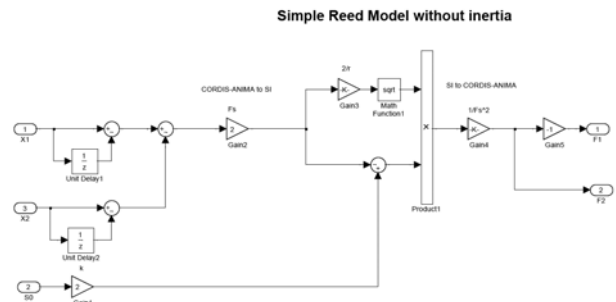 Simple Reed Model without inertia
CORDIS-ANIMA to SI
2/r
SI to CORDIS-ANIMA
-K-
Gain3
sqrt
Math
Function1
Fs
2
Gain2
1/Fs^2
-K-
Gain4
-1
Gain5
1
F1
1
X1
1
z
Unit Delay1
×
Product1
2
F2
3
X2
1
z
Unit Delay2
k
2
2
S0